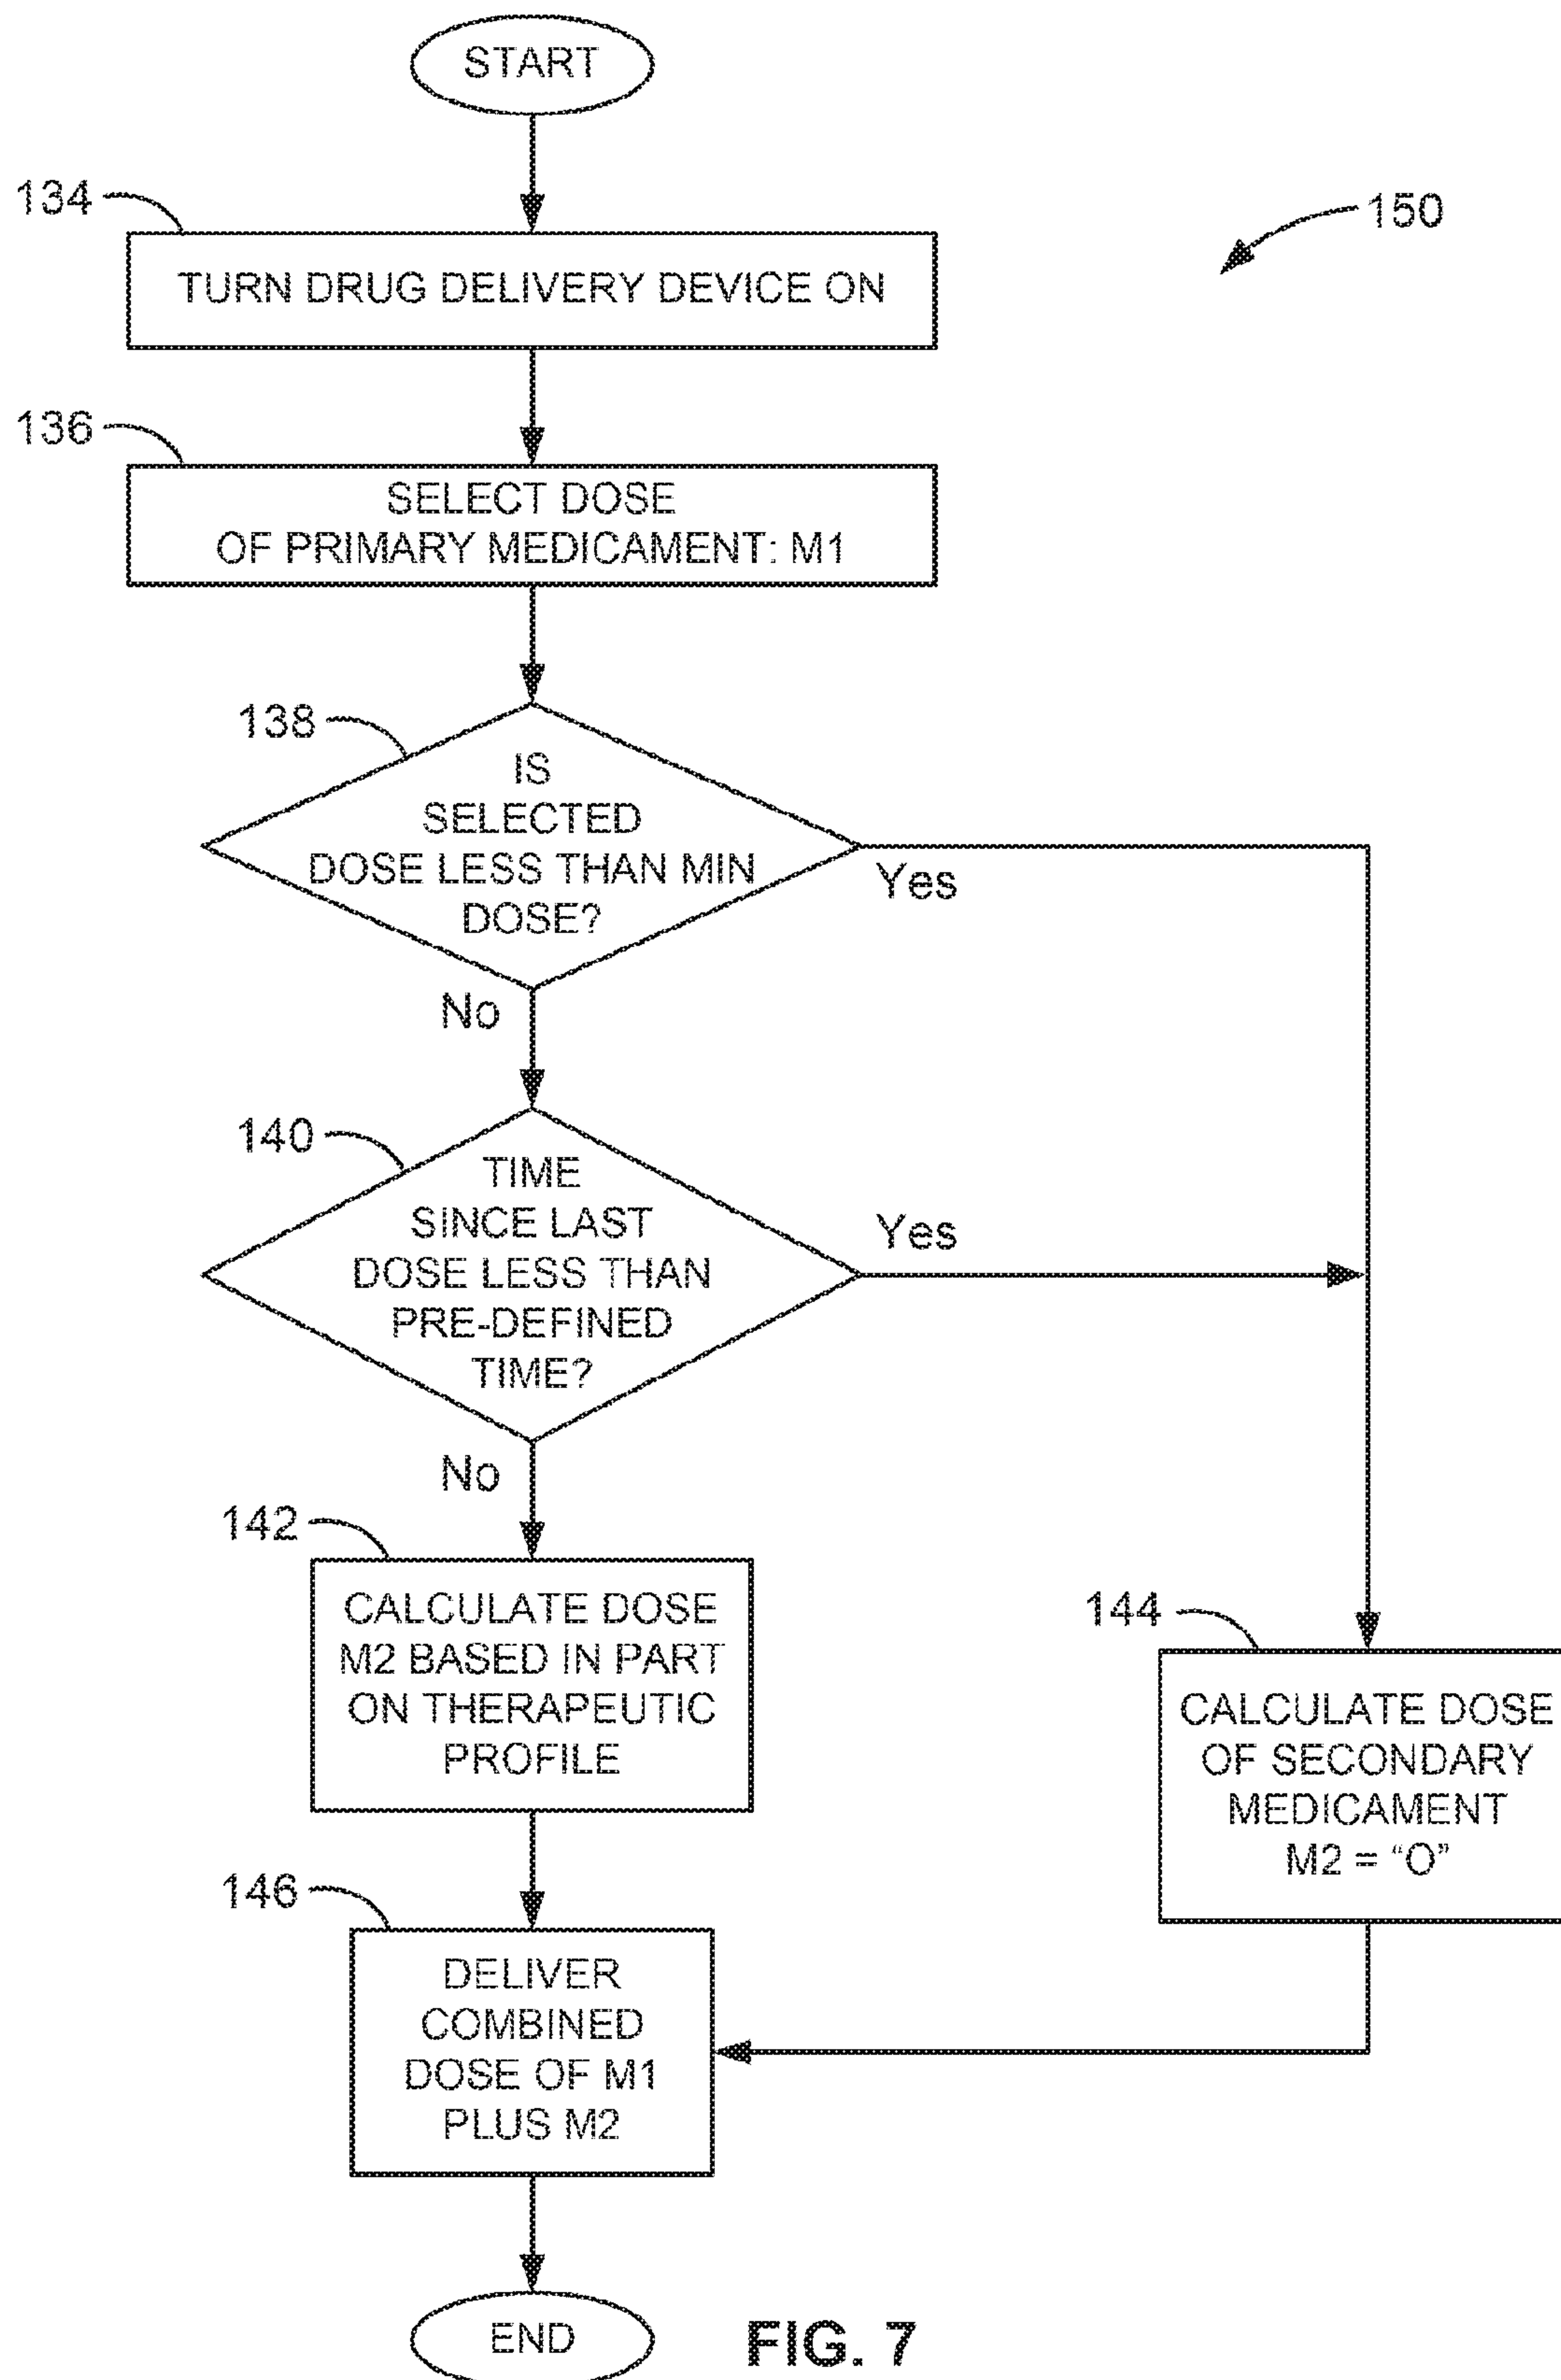 START
134
TURN DRUG DELIVERY DEVICE ON
150
136
SELECT DOSE
OF PRIMARY MEDICAMENT: M1
138
IS
SELECTED
DOSE LESS THAN MIN
DOSE?
Yes
No
140
TIME
SINCE LAST
DOSE LESS THAN
PRE-DEFINED
TIME?
Yes
No
142
CALCULATE DOSE
M2 BASED IN PART
ON THERAPEUTIC
PROFILE
144
CALCULATE DOSE
OF SECONDARY
MEDICAMENT
M2 = “O”
146
DELIVER
COMBINED
DOSE OF M1
PLUS M2
END
FIG. 7